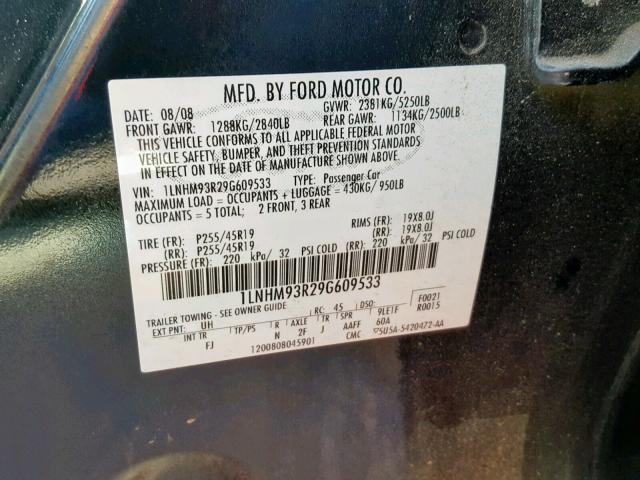 MFD. BY FORD MOTOR CO.
DATE: 08/08 GVWR: 2381KG/5250LB
FRONT GAWR: 1288KG/2840LB REAR GAWR: 1134KG/2500LB
THIS VEHICLE CONFORMS TO ALL APPLICABLE FEDERAL MOTOR
VEHICLE SAFETY, BUMPER, AND THEFT PREVENTION STANDARDS
IN EFFECT ON THE DATE OF MANUFACTURE SHOWN ABOVE.
VIN: 1LNHM93R29G609533 TYPE: Passenger Car
MAXIMUM LOAD = OCCUPANTS + LUGGAGE = 430KG/ 950LB
OCCUPANTS = 5 TOTAL; 2 FRONT, 3 REAR
TIRE (FR): P255/45R19 RIMS (FR): 19X8.0J
(RR): P255/45R19 (RR): 19X8.0J
PRESSURE (FR): 220 kPa/ 32 PSI COLD (RR): 220 kPa/ 32 PSI COLD
1LNHM93R29G609533
TRAILER TOWING - SEE OWNER GUIDE RC: 45 DSO: F0021
EXT PNT: UH 9LE1F R0015
INT TR TP/PS R AXLE TR SPR 60A
FJ N 2F J AAFF
1200808045901 CMC ▽5U5A-5420472-AA